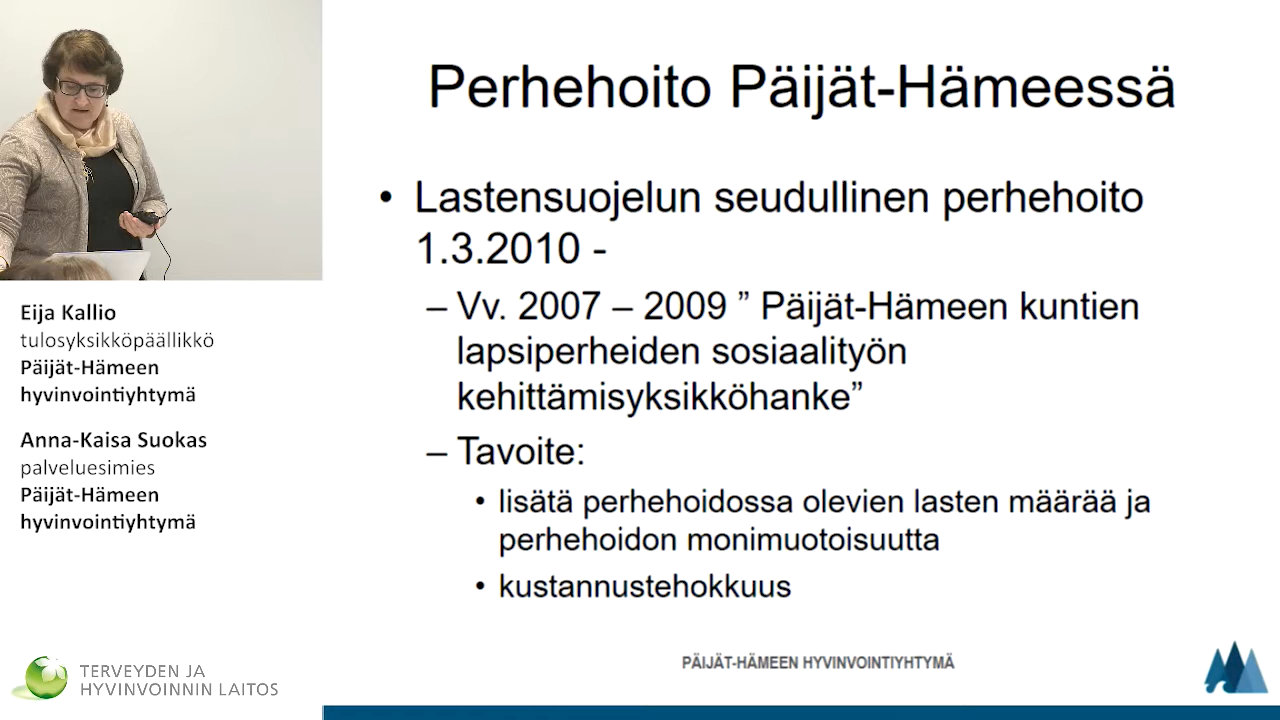 Perhehoito Päijät-Hämeessä
• Lastensuojelun seudullinen perhehoito
1.3.2010 -
– Vv. 2007 – 2009 ” Päijät-Hämeen kuntien
lapsiperheiden sosiaalityön
kehittämisyksikköhanke”
– Tavoite:
• lisätä perhehoidossa olevien lasten määrää ja
perhehoidon monimuotoisuutta
• kustannustehokkuus
PÄIJÄT-HÄMEEN HYVINVOINTIYHTYMÄ
Eija Kallio
tulosyksikköpäällikkö
Päijät-Hämeen
hyvinvointiyhtymä
Anna-Kaisa Suokas
palveluesimies
Päijät-Hämeen
hyvinvointiyhtymä
TERVEYDEN JA
HYVINVOINNIN LAITOS